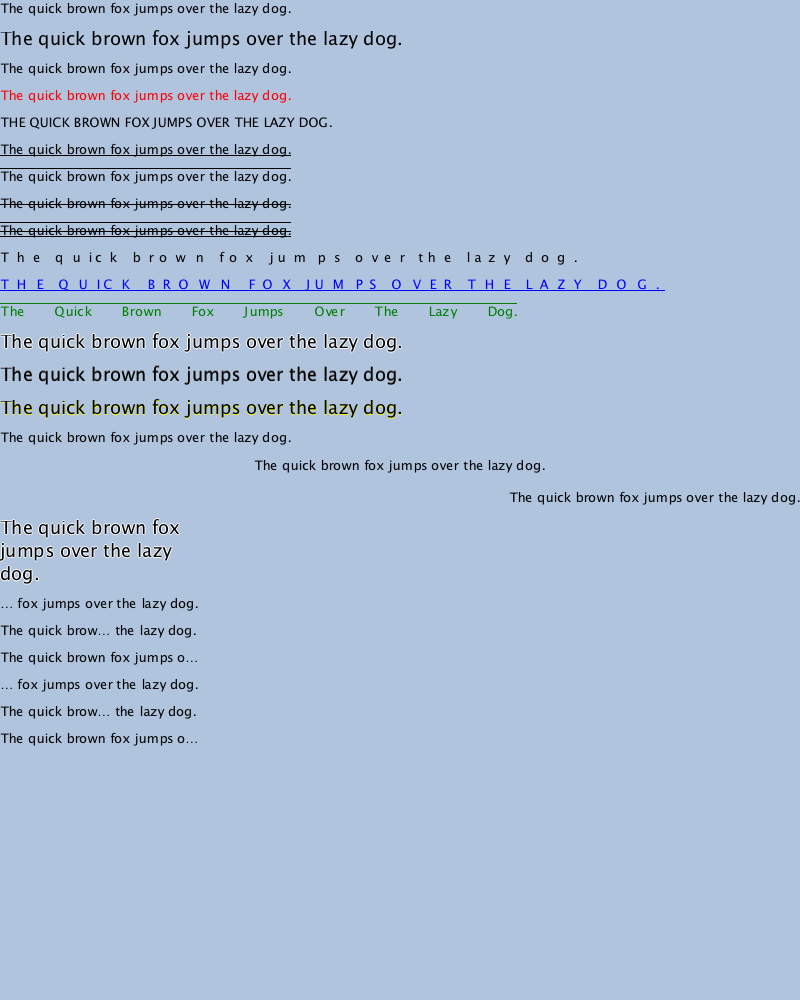 The quick brown fox jumps over the lazy dog.
The quick brown fox jumps over the lazy dog.
The quick brown fox jumps over the lazy dog.
The quick brown fox jumps over the lazy dog.
THE QUICK BROWN FOX JUMPS OVER THE LAZY DOG.
The quick brown fox jumps over the lazy dog.
The quick brown fox jumps over the lazy dog.
The quick brown fox jumps over the lazy dog.
The quick brown fox jumps over the lazy dog.
The quick brown fox jumps over the lazy dog.
THE QUICK BROWN FOX JUMPS OVER THE LAZY DOG.
The Quick Brown Fox Jumps Over The Lazy Dog.
The quick brown fox jumps over the lazy dog.
The quick brown fox jumps over the lazy dog.
The quick brown fox jumps over the lazy dog.
The quick brown fox jumps over the lazy dog.
The quick brown fox jumps over the lazy dog.
The quick brown fox jumps over the lazy dog.
The quick brown fox
jumps over the lazy
dog.
… fox jumps over the lazy dog.
The quick brow… the lazy dog.
The quick brown fox jumps o…
… fox jumps over the lazy dog.
The quick brow… the lazy dog.
The quick brown fox jumps o…